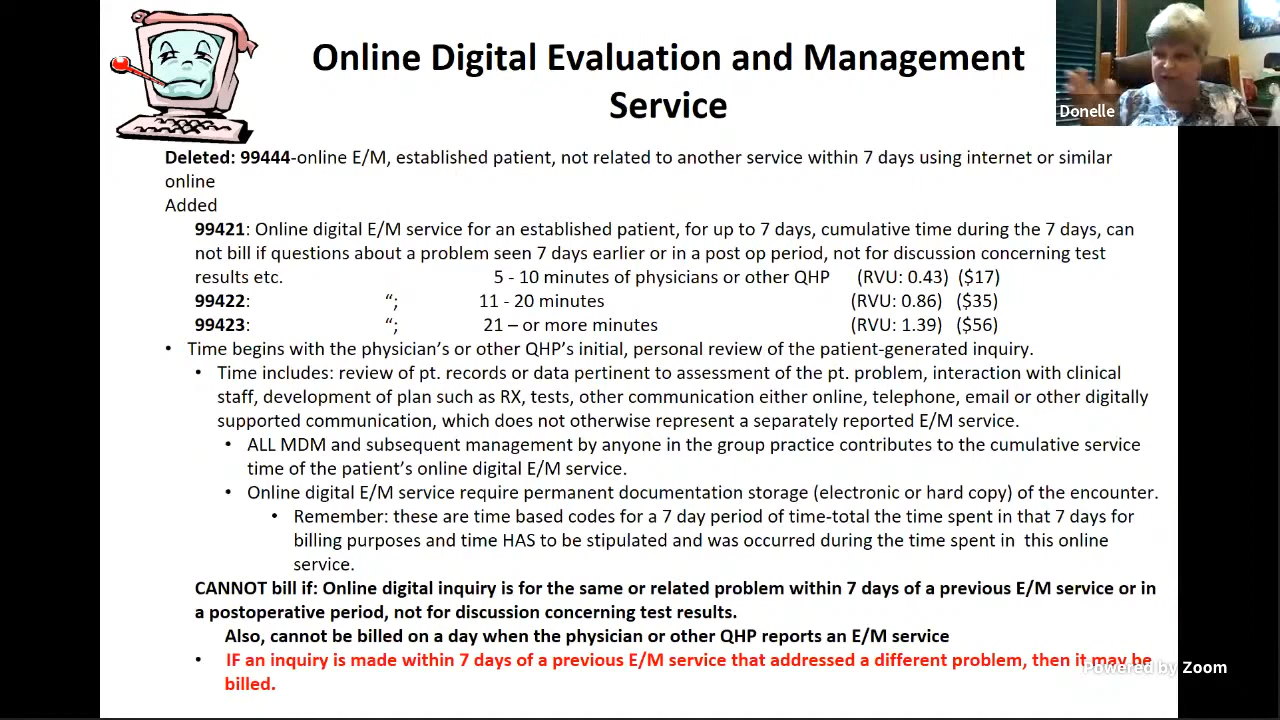 Online Digital Evaluation and Management
Service
Donelle
Deleted: 99444-online E/M, established patient, not related to another service within 7 days using internet or similar
online
Added
99421: Online digital E/M service for an established patient, for up to 7 days, cumulative time during the 7 days, can
not bill if questions about a problem seen 7 days earlier or in a post op period, not for discussion concerning test
results etc. 5 - 10 minutes of physicians or other QHP (RVU: 0.43) ($17)
99422: “; 11 - 20 minutes (RVU: 0.86) ($35)
99423: “; 21 – or more minutes (RVU: 1.39) ($56)
• Time begins with the physician’s or other QHP’s initial, personal review of the patient-generated inquiry.
• Time includes: review of pt. records or data pertinent to assessment of the pt. problem, interaction with clinical
staff, development of plan such as RX, tests, other communication either online, telephone, email or other digitally
supported communication, which does not otherwise represent a separately reported E/M service.
• ALL MDM and subsequent management by anyone in the group practice contributes to the cumulative service
time of the patient’s online digital E/M service.
• Online digital E/M service require permanent documentation storage (electronic or hard copy) of the encounter.
• Remember: these are time based codes for a 7 day period of time-total the time spent in that 7 days for
billing purposes and time HAS to be stipulated and was occurred during the time spent in this online
service.
CANNOT bill if: Online digital inquiry is for the same or related problem within 7 days of a previous E/M service or in
a postoperative period, not for discussion concerning test results.
Also, cannot be billed on a day when the physician or other QHP reports an E/M service
• IF an inquiry is made within 7 days of a previous E/M service that addressed a different problem, then it may be
billed.
Powered by Zoom